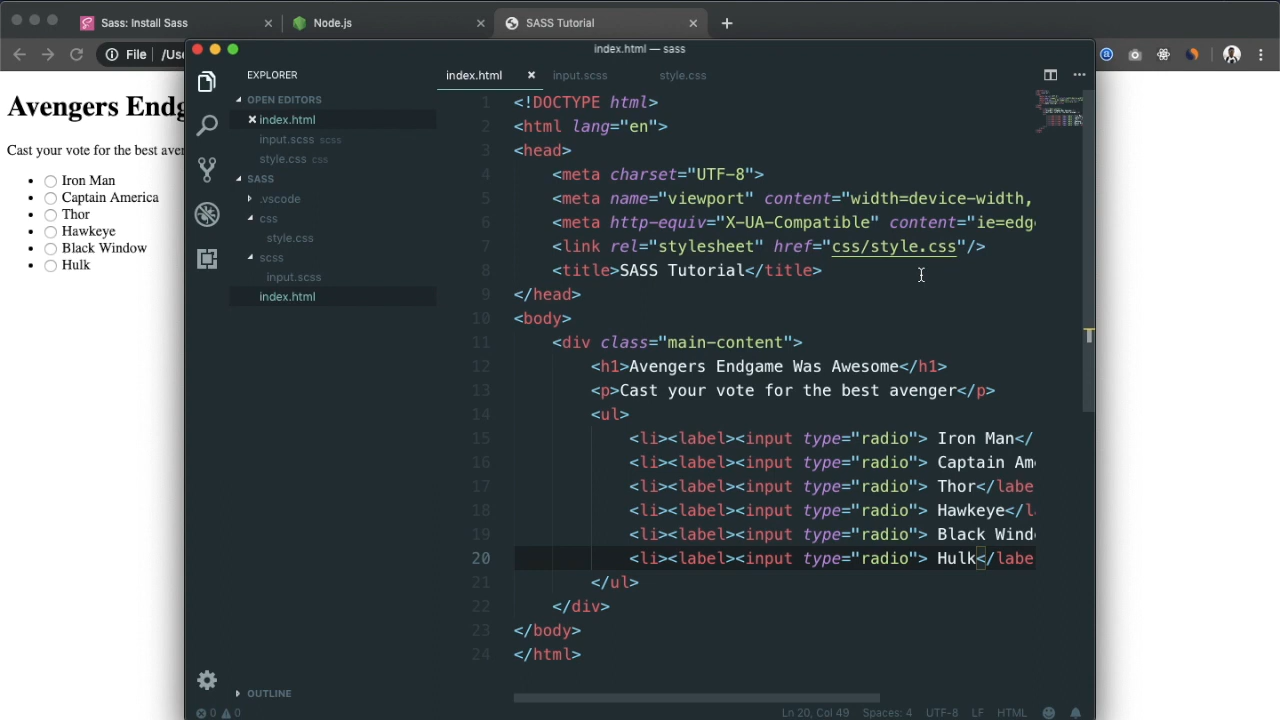 Sass: Install Sass
Node.js
SASS Tutorial
File
index.html — sass
Avengers
Cast your vote for the best
Iron Man
Captain America
Thor
Hawkeye
Black Window
Hulk
EXPLORER
OPEN EDITORS
index.html
input.scss scss
style.css css
SASS
.vscode
css
style.css
scss
input.scss
index.html
OUTLINE
0 0
index.html
input.scss
style.css
1 <!DOCTYPE html>
2 <html lang="en">
3 <head>
4 <meta charset="UTF-8">
5 <meta name="viewport" content="width=device-width,
6 <meta http-equiv="X-UA-Compatible" content="ie=edg
7 <link rel="stylesheet" href="css/style.css"/>
8 <title>SASS Tutorial</title>
9 </head>
10 <body>
11 <div class="main-content">
12 <h1>Avengers Endgame Was Awesome</h1>
13 <p>Cast your vote for the best avenger</p>
14 <ul>
15 <li><label><input type="radio"> Iron Man</
16 <li><label><input type="radio"> Captain Am
17 <li><label><input type="radio"> Thor</labe
18 <li><label><input type="radio"> Hawkeye</l
19 <li><label><input type="radio"> Black Wind
20 <li><label><input type="radio"> Hulk</labe
21 </ul>
22 </div>
23 </body>
24 </html>
Ln 20, Col 49 Spaces: 4 UTF-8 LF HTML